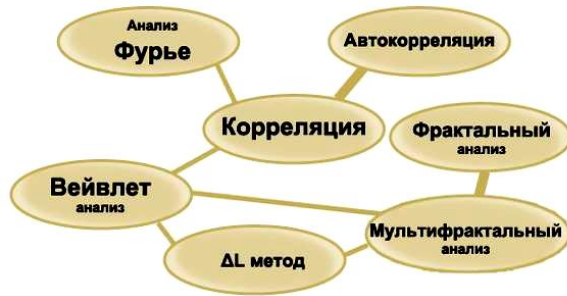 Анализ
Фурье
Автокорреляция
Корреляция
Фрактальный
анализ
Вейвлет
анализ
Мультифрактальный
анализ
ΔL метод